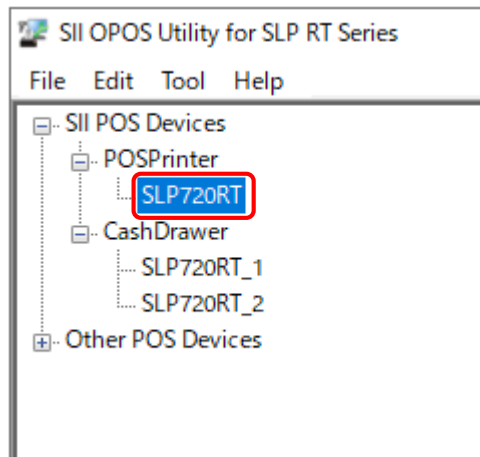 SII OPOS Utility for SLP RT Series
File Edit Tool Help
SII POS Devices
POSPrinter
SLP720RT
CashDrawer
SLP720RT_1
SLP720RT_2
Other POS Devices